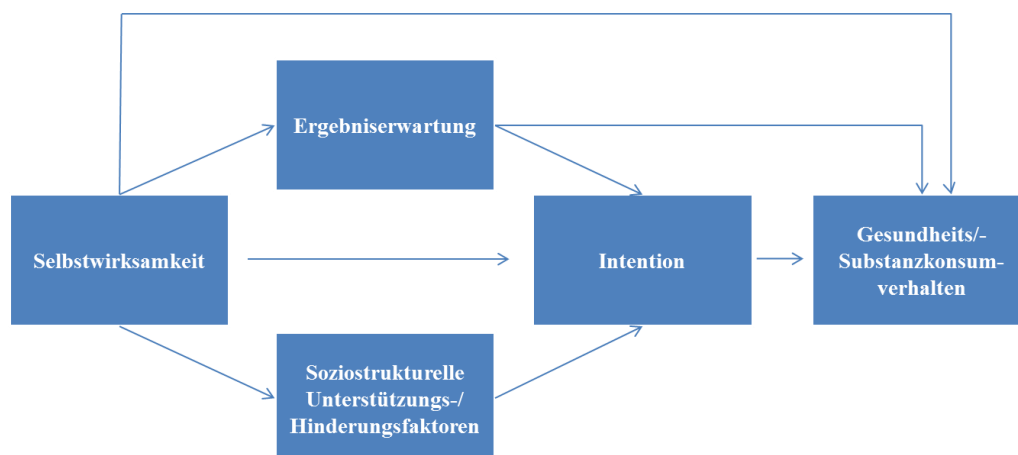 Ergebniserwartung
Selbstwirksamkeit
Intention
Gesundheits/-
Substanzkonsum-
verhalten
Soziostrukturelle
Unterstützungs-/
Hinderungsfaktoren